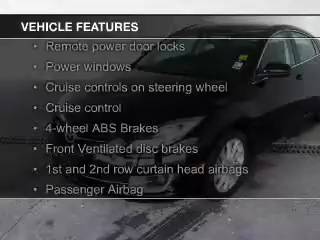 VEHICLE FEATURES
• Remote power door locks
• Power windows
• Cruise controls on steering wheel
• Cruise control
• 4-wheel ABS Brakes
• Front Ventilated disc brakes
• 1st and 2nd row curtain head airbags
• Passenger Airbag